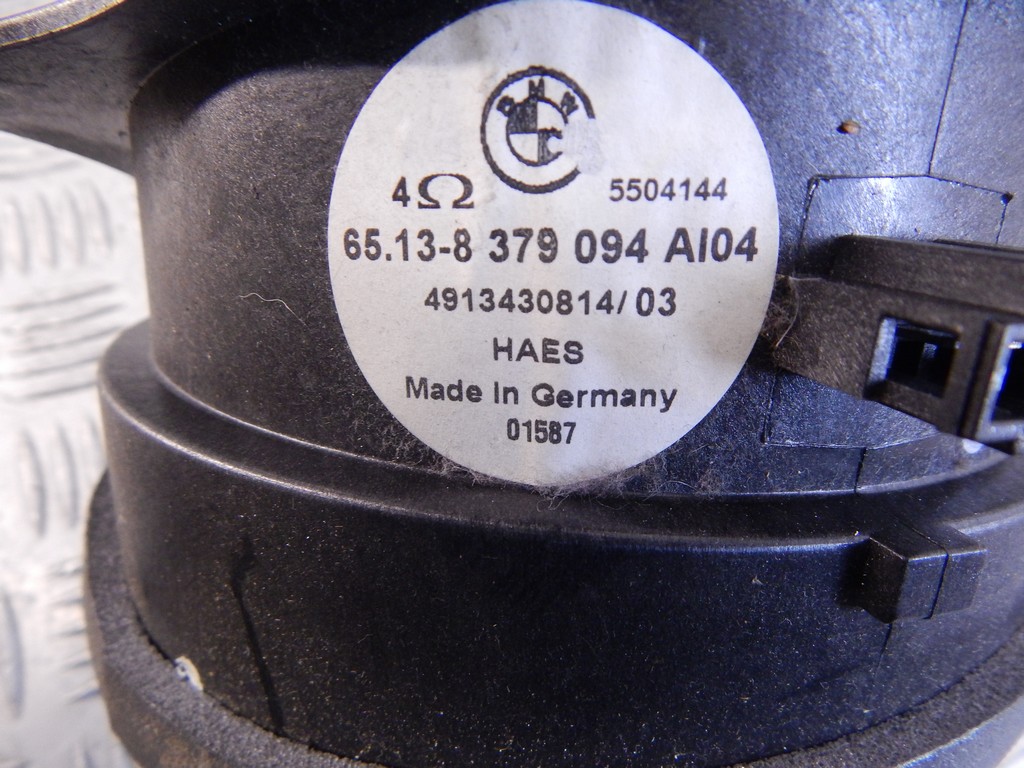 BMW
C
4Ω 5504144
65.13-8 379 094 AI04
4913430814/03
HAES
Made In Germany
01587